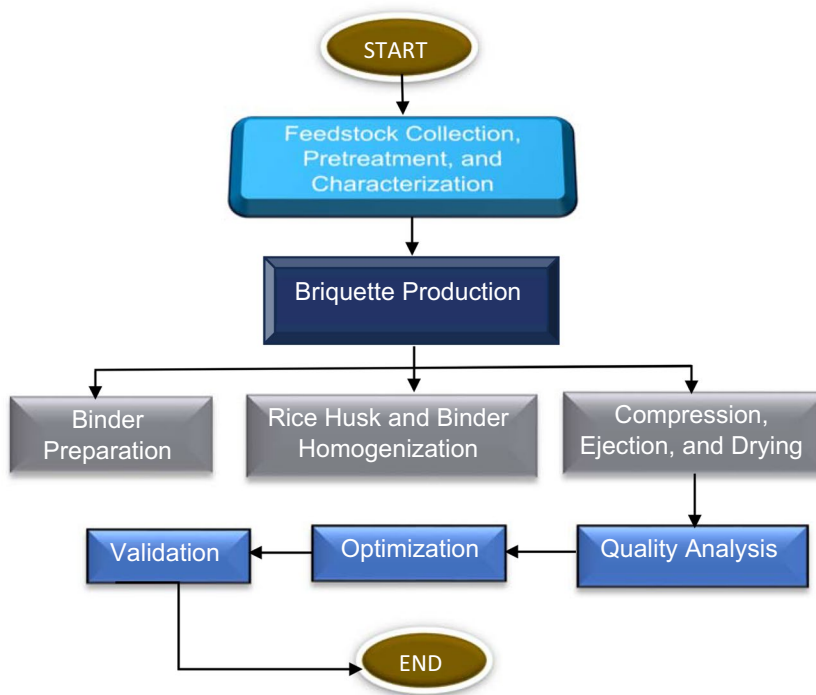 START
Feedstock Collection,
Pretreatment, and
Characterization
Briquette Production
Binder
Preparation
Rice Husk and Binder
Homogenization
Compression,
Ejection, and Drying
Validation
Optimization
Quality Analysis
END